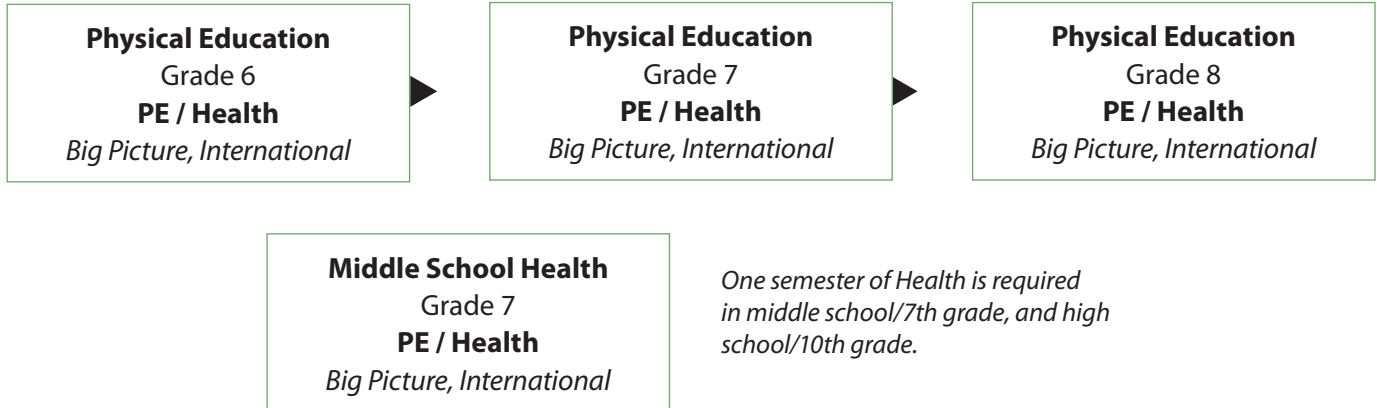 Physical Education
Grade 6
PE / Health
Big Picture, International
Physical Education
Grade 7
PE / Health
Big Picture, International
Physical Education
Grade 8
PE / Health
Big Picture, International
Middle School Health
Grade 7
PE / Health
Big Picture, International
One semester of Health is required
in middle school/7th grade, and high
school/10th grade.